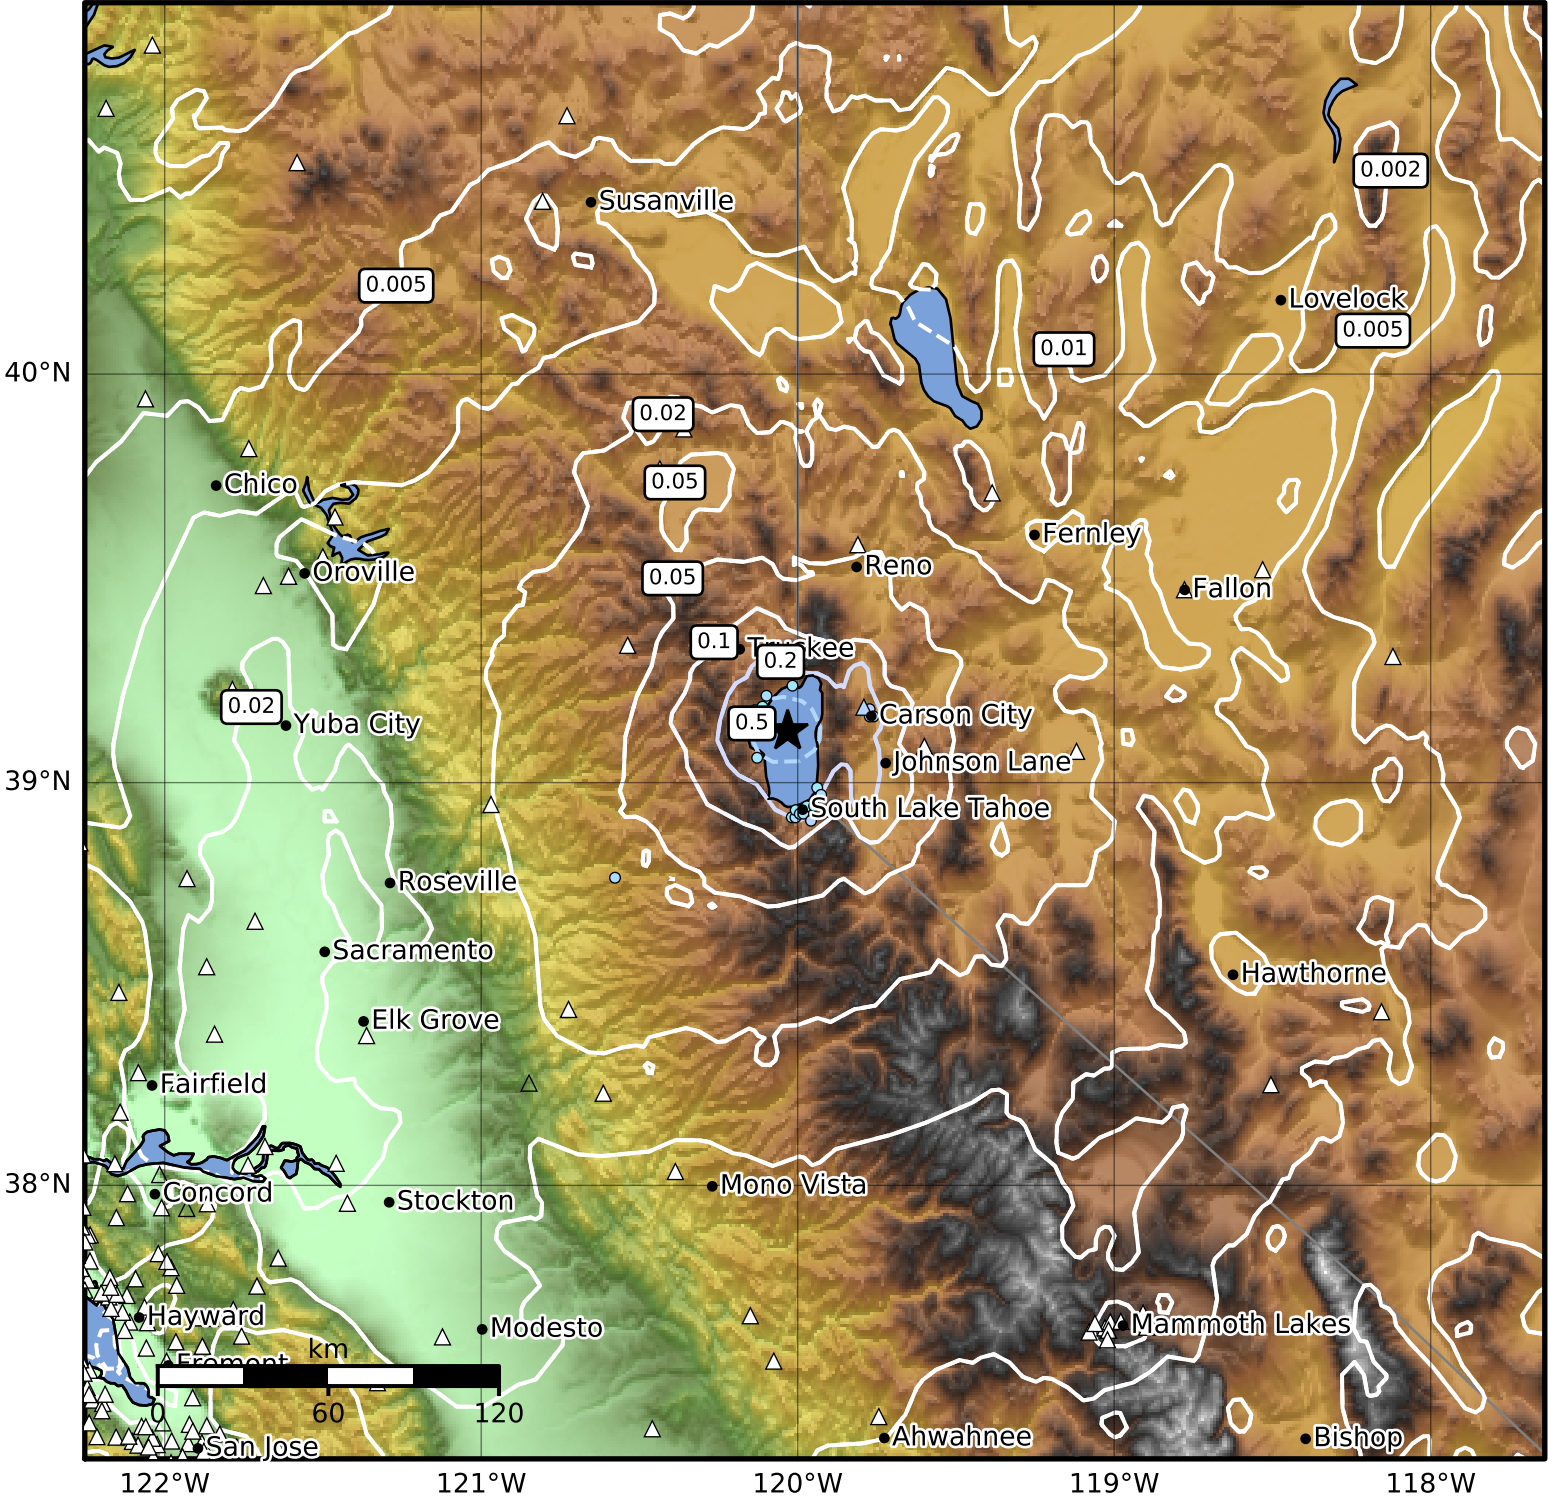 0.002
Susanville
0.005
Lovelock
0.005
0.01
40°N
0.02
0.05
Chico
Fernley
Reno
Oroville
0.05
Fallon
0.1
Truckee
0.2
0.02
0.5
Carson City
Yuba City
Johnson Lane
39°N
South Lake Tahoe
Roseville
Sacramento
Hawthorne
Elk Grove
Fairfield
38°N
Mono Vista
Concord
Stockton
Hayward
Modesto
Mammoth Lakes
km
Fremont
0 60 120
Ahwahnee
Bishop
San Jose
122°W 121°W 120°W 119°W 118°W